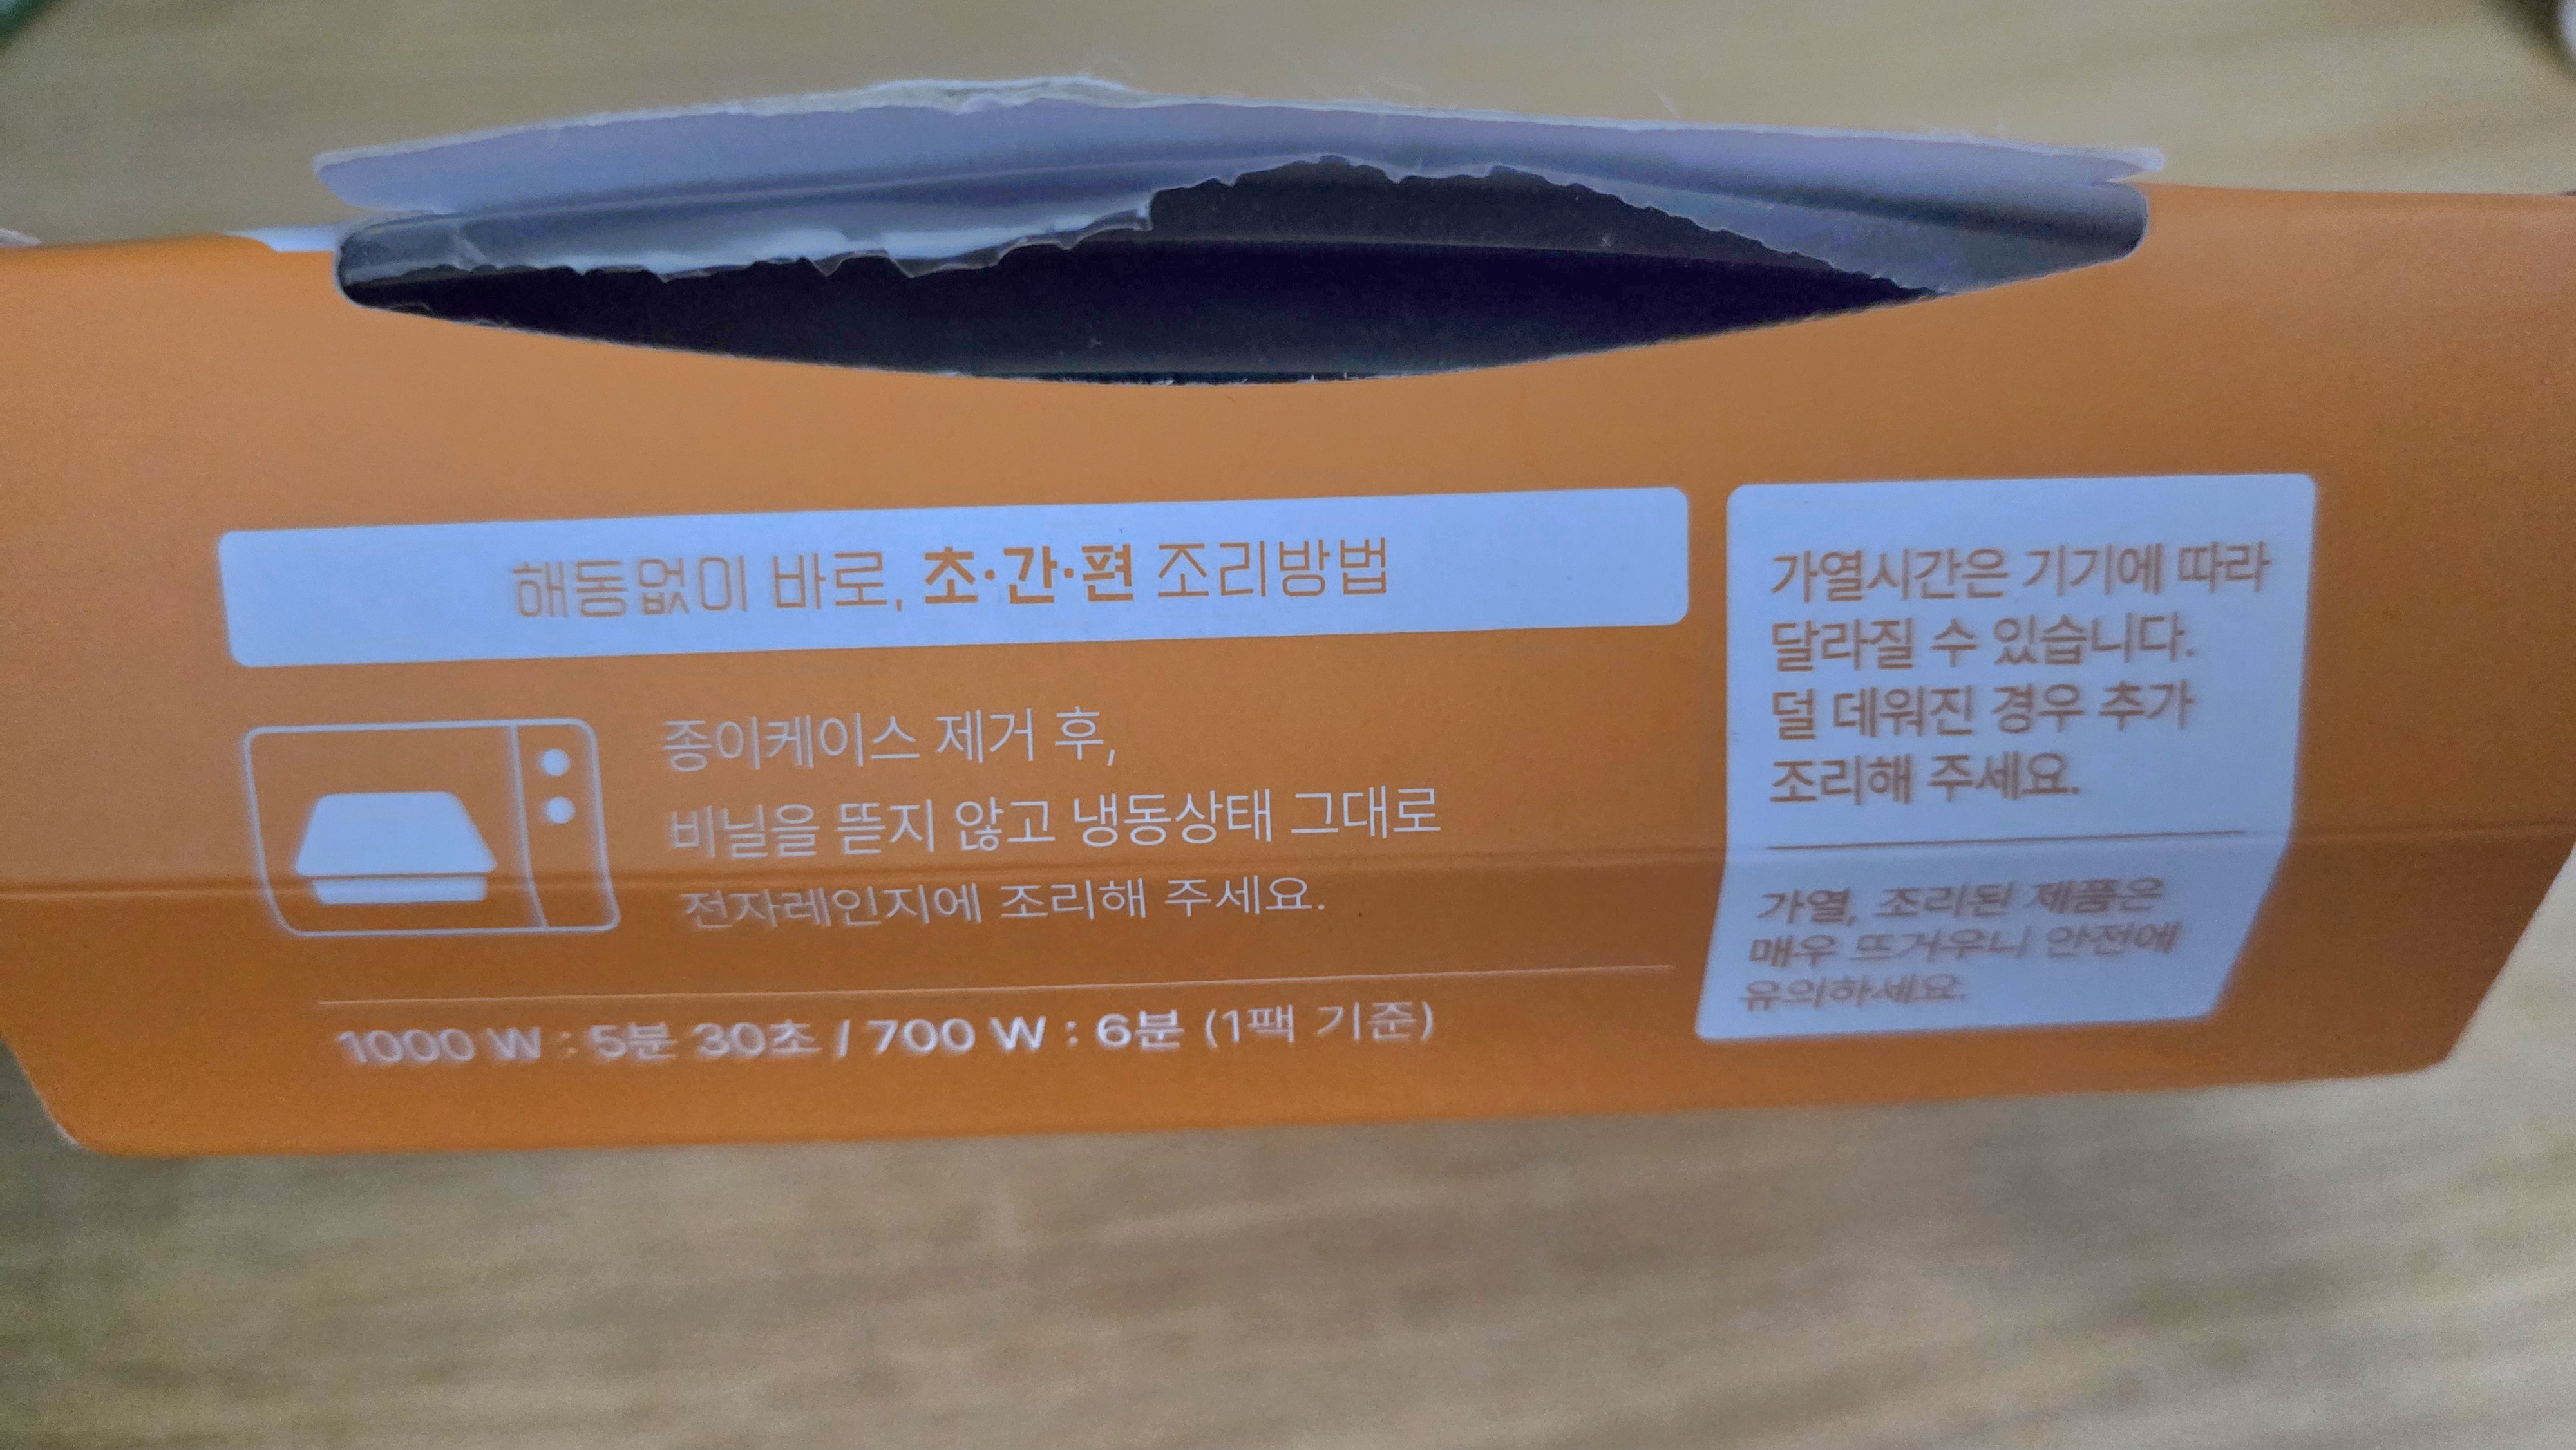 해동없이 바로, 초·간·편 조리방법
종이케이스 제거 후,
비닐을 뜯지 않고 냉동상태 그대로
전자레인지에 조리해 주세요.
1000 W : 5분 30초 / 700 W : 6분 (1팩 기준)
가열시간은 기기에 따라
달라질 수 있습니다.
덜 데워진 경우 추가
조리해 주세요.
가열, 조리된 제품은
매우 뜨거우니 안전에
유의하세요.